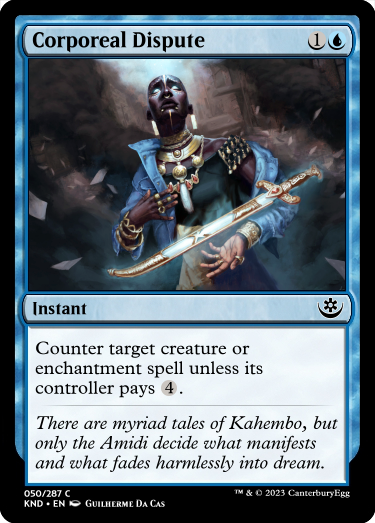 Corporeal Dispute 1
Instant
Counter target creature or
enchantment spell unless its
controller pays 4.
There are myriad tales of Kahembo, but
only the Amidi decide what manifests
and what fades harmlessly into dream.
050/287 C ™ & © 2023 CanterburyEgg
KND • EN Guilherme Da Cas